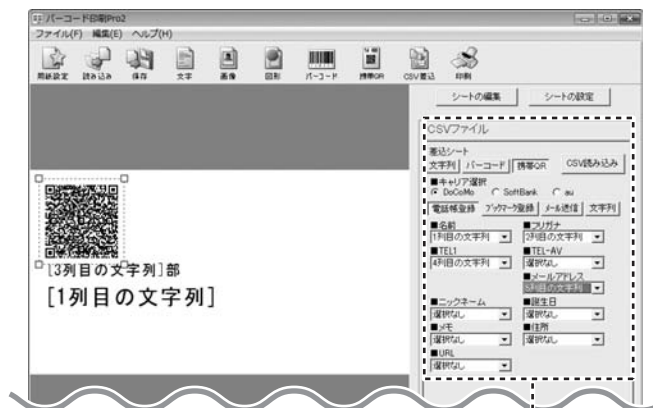 バーコード印刷Pro2
ファイル(F) 編集(E) ヘルプ(H)
用紙設定 読み込み 保存 文字 画像 図形 バーコード 携帯QR CSV差込 印刷
シートの編集 シートの設定
CSVファイル
差込シート
文字列 バーコード 携帯QR CSV読み込み
■キャリア選択
DoCoMo SoftBank au
電話帳登録 ブックマーク登録 メール送信 文字列
■名前 ■フリガナ
1列目の文字列 2列目の文字列
■TEL1 ■TEL-AV
4列目の文字列 選択なし
■メールアドレス
5列目の文字列
■ニックネーム ■誕生日
選択なし 選択なし
■メモ ■住所
選択なし 選択なし
■URL
選択なし
[3列目の文字列]部
[1列目の文字列]